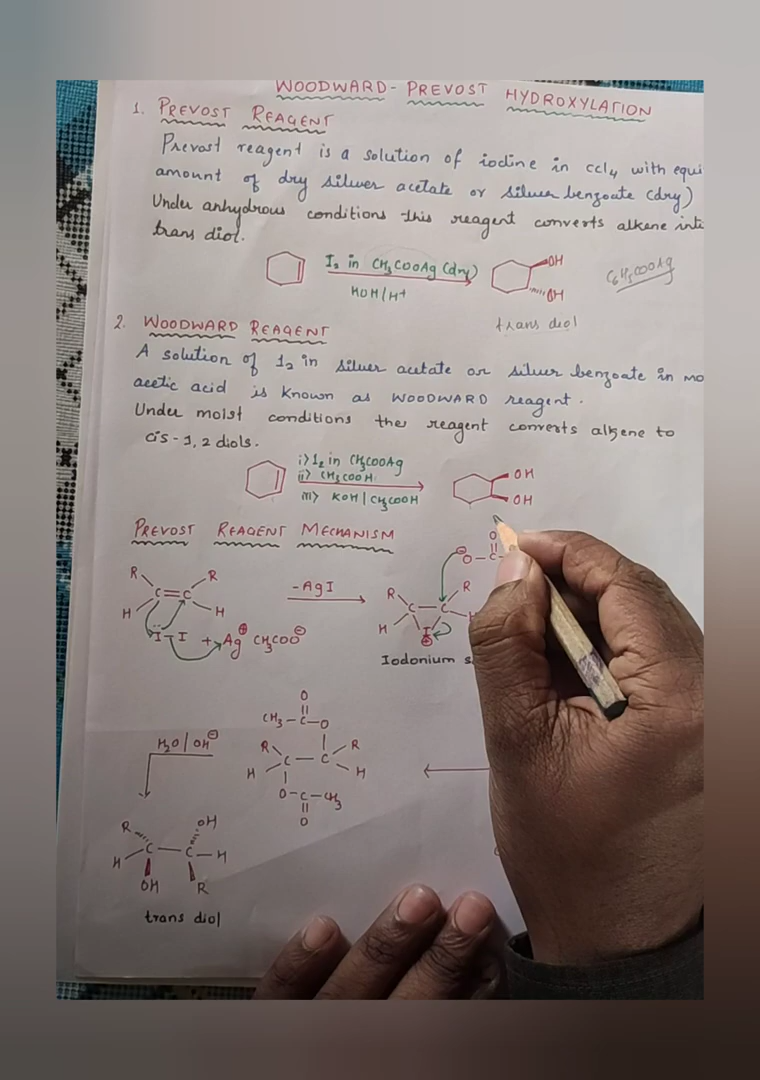 WOODWARD-PREVOST HYDROXYLATION
1. PREVOST REAGENT
Prevost reagent is a solution of iodine in CCl4 with equi
amount of dry silver acetate or silver benzoate (dry)
Under anhydrous conditions this reagent converts alkene
trans diol.
I2 in CH3COOAg (dry)
KOH/H+
OH
OH
C6H5COOAg
trans diol
2. WOODWARD REAGENT
A solution of I2 in silver acetate or silver benzoate in
acetic acid is known as WOODWARD reagent.
Under moist conditions the reagent converts alkene to
cis-1,2 diols.
i) I2 in CH3COOAg
ii) CH3COOH
iii) KOH/CH3COOH
OH
OH
PREVOST REAGENT MECHANISM
R R
C=C
H H
I-I + Ag⊕ CH3COO⊖
-AgI
O
⊖O-C
R R
C-C
H H
I
⊕
Iodonium
H2O/OH⊖
O
CH3-C-O
R R
C-C
H H
O-C-CH3
O
R OH
H C-C-H
OH R
trans diol